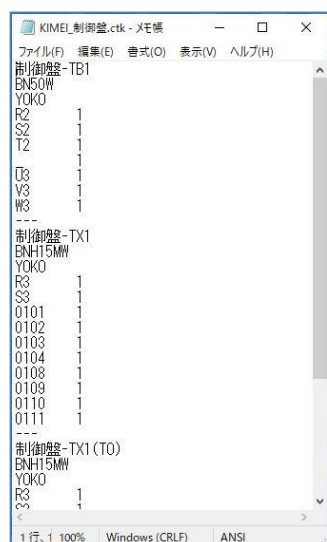 KIMEI_制御盤.ctk - メモ帳
ファイル(F) 編集(E) 書式(O) 表示(V) ヘルプ(H)
制御盤-TB1
BN50W
YOKO
R2 1
S2 1
T2 1
_ 1
U3 1
V3 1
W3 1
---
制御盤-TX1
BNH15MW
YOKO
R3 1
S3 1
0101 1
0102 1
0103 1
0104 1
0108 1
0109 1
0110 1
0111 1
---
制御盤-TX1(TO)
BNH15MW
YOKO
R3 1
S3 1
1 行、1 100% Windows (CRLF) ANSI